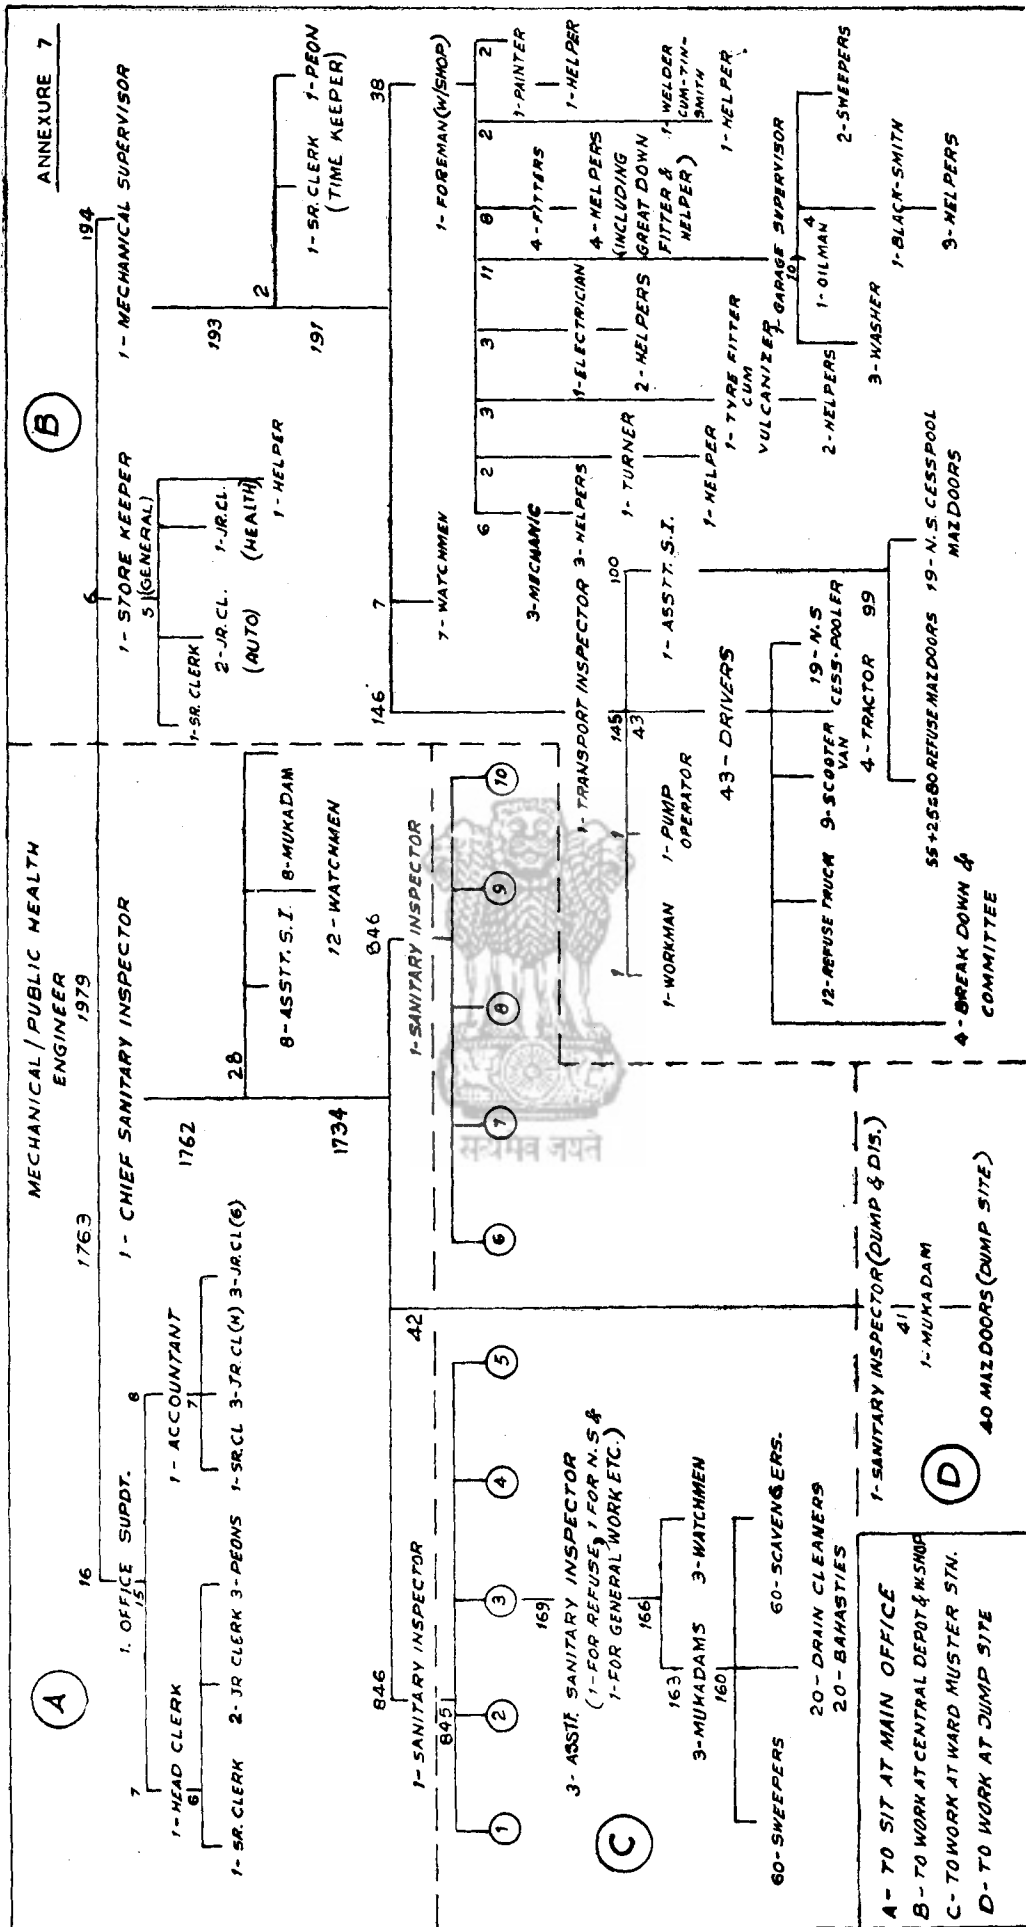 ANNEXURE 7
MECHANICAL / PUBLIC HEALTH
ENGINEER
1979
16
1763
6
194
A
1. OFFICE SUPDT.
15
7
8
1-HEAD CLERK
6
1-SR. CLERK 2-JR CLERK 3-PEONS
1-ACCOUNTANT
7
1-SR.CL 3-JR.CL(H) 3-JR.CL(G)
1-CHIEF SANITARY INSPECTOR
1762
28
8-ASSTT. S.I. 8-MUKADAM
12-WATCHMEN
1734
846
42
846
B
1-STORE KEEPER
5 (GENERAL)
1-SR. CLERK
2-JR.CL.
(AUTO)
1-JR.CL.
(HEALTH)
1-HELPER
1-MECHANICAL SUPERVISOR
193
2
1-SR. CLERK 1-PEON
(TIME KEEPER)
191
146
7
38
7-WATCHMEN
1-FOREMAN (W/SHOP)
6
2
3
3
11
8
2
2
3-MECHANIC
3-HELPERS
1-TURNER
1-HELPER
1-TYRE FITTER
CUM
VULCANIZER
2-HELPERS
1-ELECTRICIAN
2-HELPERS
1-GARAGE SUPERVISOR
10
3-WASHER
1-OILMAN
4
1-BLACK-SMITH
3-HELPERS
2-SWEEPERS
4-FITTERS
4-HELPERS
(INCLUDING
GREAT DOWN
FITTER &
HELPER)
1-WELDER
CUM-TIN-
SMITH
1-HELPER
1-PAINTER
1-HELPER
1-TRANSPORT INSPECTOR
145
1
1
43
100
1-WORKMAN
1-PUMP
OPERATOR
43-DRIVERS
1-ASSTT. S.I.
4-BREAK DOWN &
COMMITTEE
12-REFUSE TRUCK
9-SCOOTER
VAN
19-N.S
CESS-POOLER
4-TRACTOR
99
55+25=80 REFUSE MAZDOORS
19-N.S. CESSPOOL
MAZDOORS
1-SANITARY INSPECTOR
845
1
2
3
4
5
1-SANITARY INSPECTOR
6
7
8
9
10
169
3-ASSTT. SANITARY INSPECTOR
(1-FOR REFUSE, 1 FOR N.S &
1-FOR GENERAL WORK ETC.)
166
163
3-MUKADAMS
3-WATCHMEN
160
60-SWEEPERS
60-SCAVENGERS.
20-DRAIN CLEANERS
20-BAHASTIES
C
1-SANITARY INSPECTOR (DUMP & DIS.)
41
1-MUKADAM
40 MAZDOORS (DUMP SITE)
D
A- TO SIT AT MAIN OFFICE
B- TO WORK AT CENTRAL DEPOT & W.SHOP
C- TO WORK AT WARD MUSTER STN.
D- TO WORK AT DUMP SITE
सत्यमेव जयते